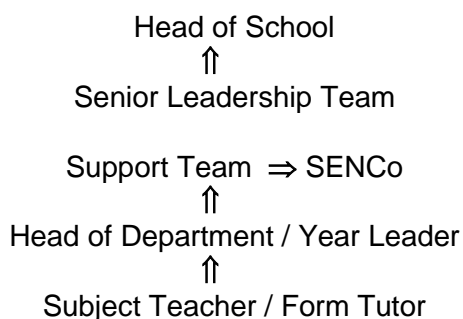 Head of School
⇑
Senior Leadership Team
Support Team ⇒ SENCo
⇑
Head of Department / Year Leader
⇑
Subject Teacher / Form Tutor